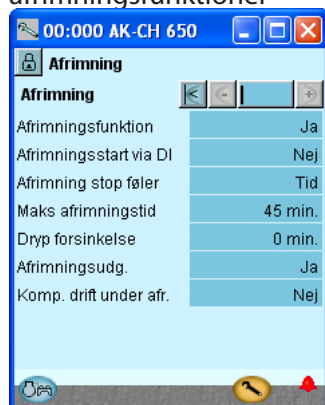 afrimningsfunktioner
00:000 AK-CH 650
Afrimning
Afrimning
Afrimningsfunktion Ja
Afrimningsstart via DI Nej
Afrimning stop føler Tid
Maks afrimningstid 45 min.
Dryp forsinkelse 0 min.
Afrimningsudg. Ja
Komp. drift under afr. Nej